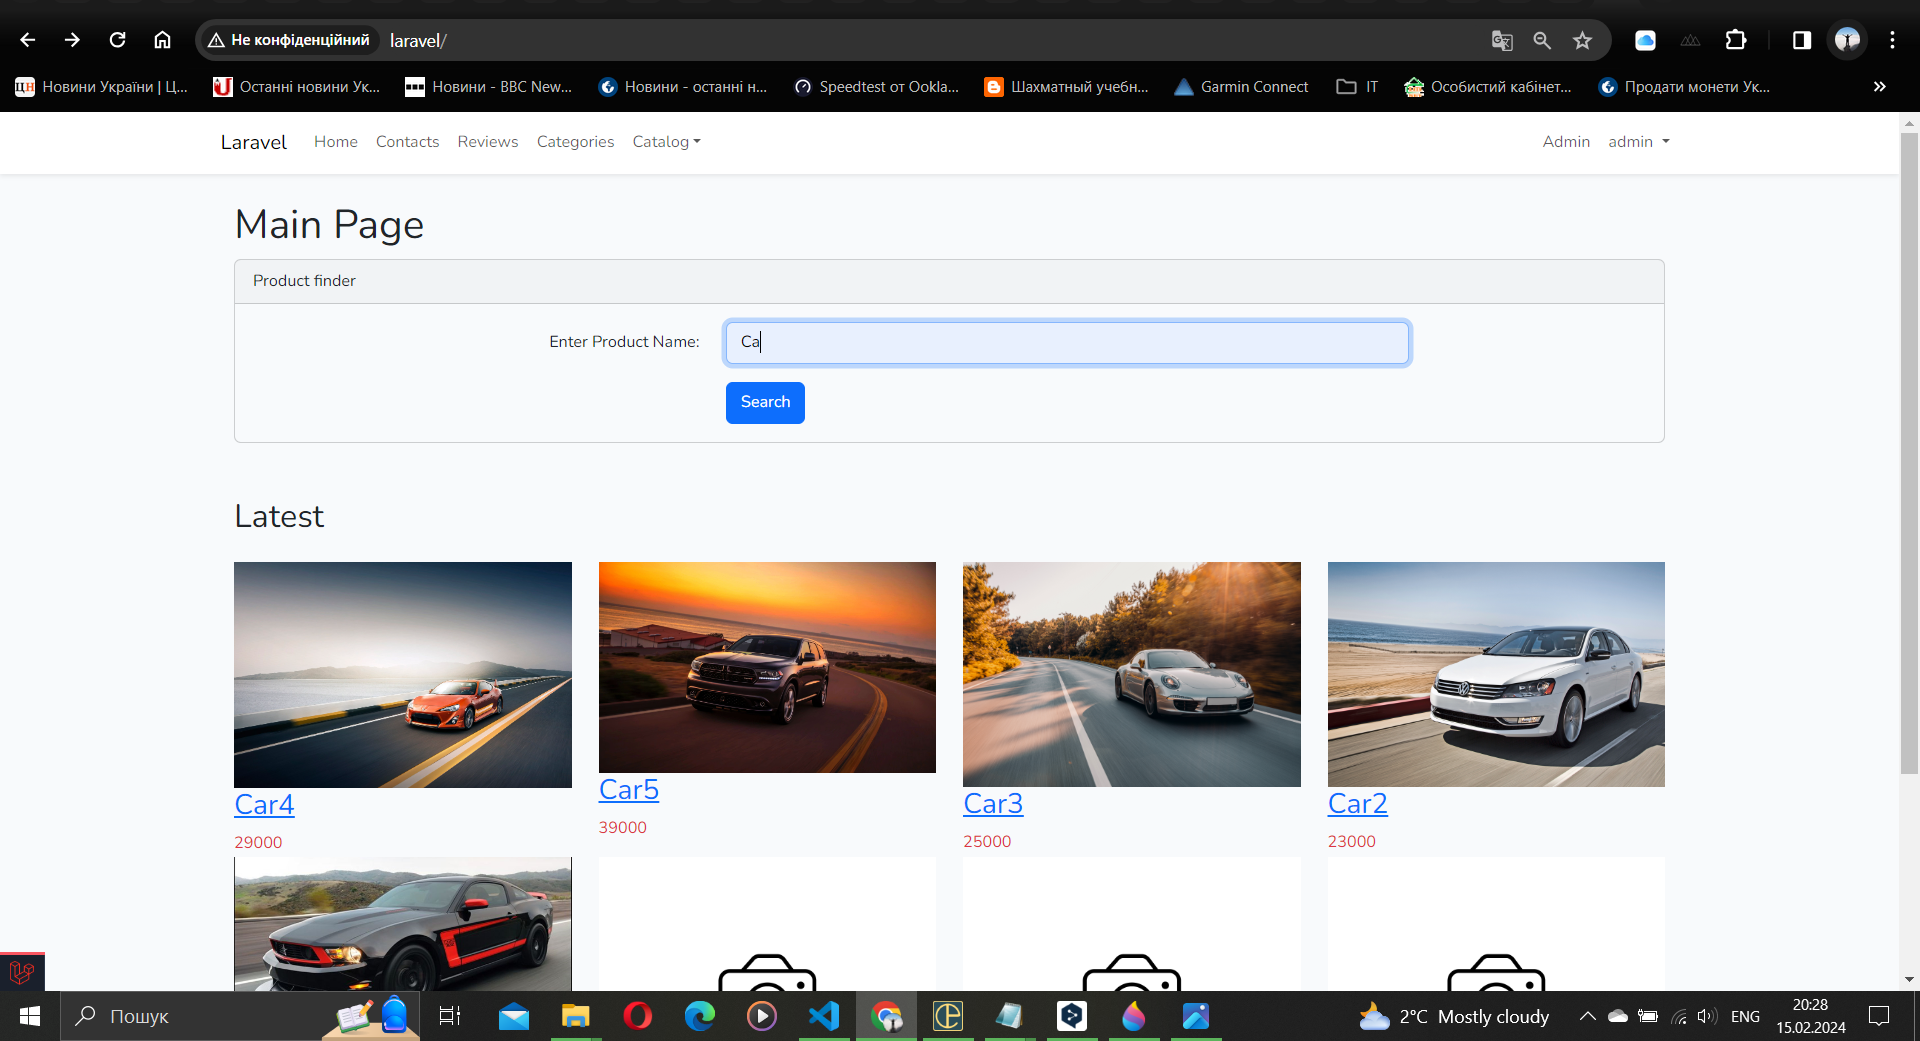 Не конфіденційний
laravel/
Новини України | Ц...
Останні новини Ук...
Новини - BBC New...
Новини - останні н...
Speedtest от Ookla...
Шахматный учебн...
Garmin Connect
IT
Особистий кабінет...
Продати монети Ук...
Laravel
Home
Contacts
Reviews
Categories
Catalog
Admin
admin
Main Page
Product finder
Enter Product Name:
Ca
Search
Latest
Car4
29000
Car5
39000
Car3
25000
Car2
23000
Пошук
2°C Mostly cloudy
ENG
20:28
15.02.2024